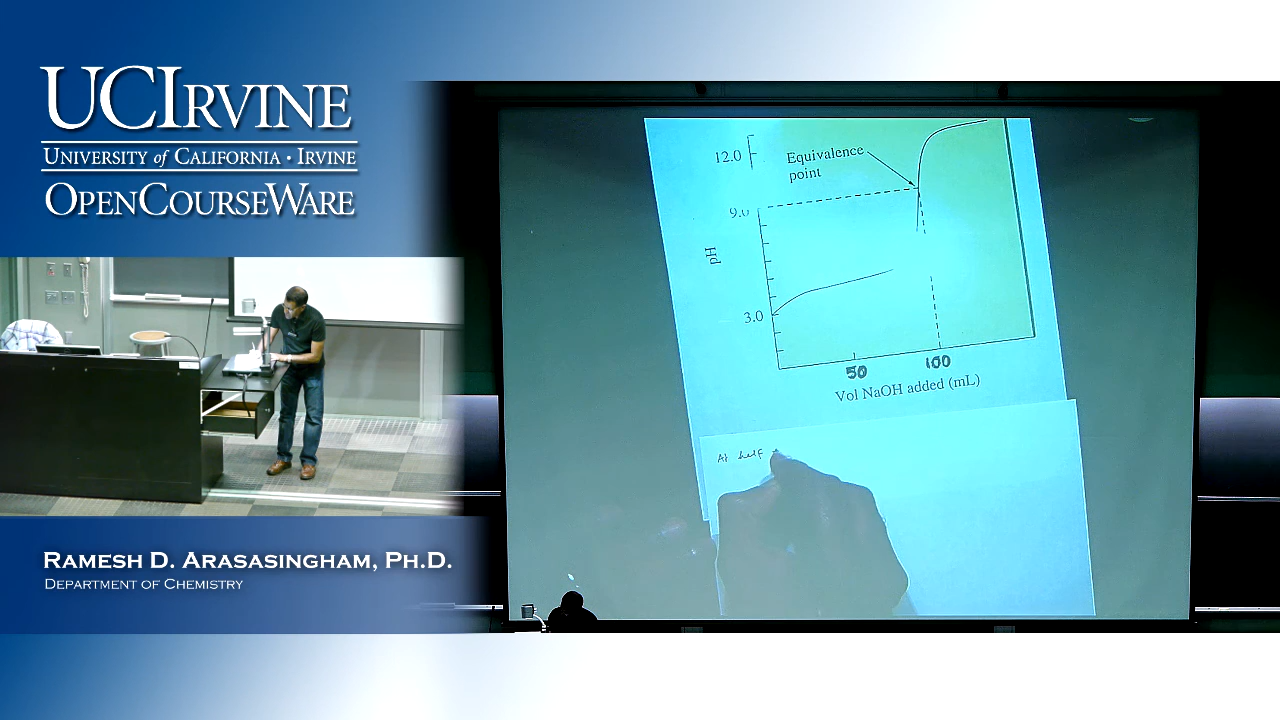 UCIRVINE
UNIVERSITY of CALIFORNIA · IRVINE
OPENCOURSEWARE
RAMESH D. ARASASINGHAM, PH.D.
DEPARTMENT OF CHEMISTRY
12.0
Equivalence
point
9.0
pH
3.0
50
100
Vol NaOH added (mL)
At half